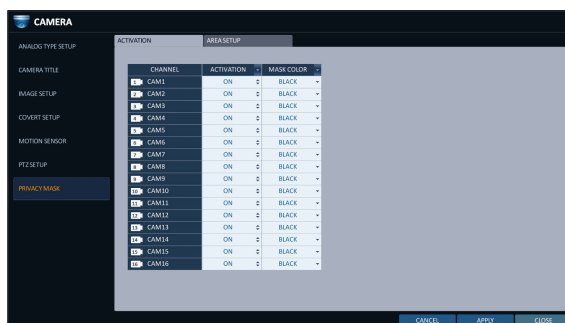 CAMERA
ACTIVATION AREA SETUP
ANALOG TYPE SETUP
CAMERA TITLE
IMAGE SETUP
COVERT SETUP
MOTION SENSOR
PTZ SETUP
PRIVACY MASK
CHANNEL ACTIVATION MASK COLOR
1 CAM1 ON BLACK
2 CAM2 ON BLACK
3 CAM3 ON BLACK
4 CAM4 ON BLACK
5 CAM5 ON BLACK
6 CAM6 ON BLACK
7 CAM7 ON BLACK
8 CAM8 ON BLACK
9 CAM9 ON BLACK
10 CAM10 ON BLACK
11 CAM11 ON BLACK
12 CAM12 ON BLACK
13 CAM13 ON BLACK
14 CAM14 ON BLACK
15 CAM15 ON BLACK
16 CAM16 ON BLACK
CANCEL APPLY CLOSE